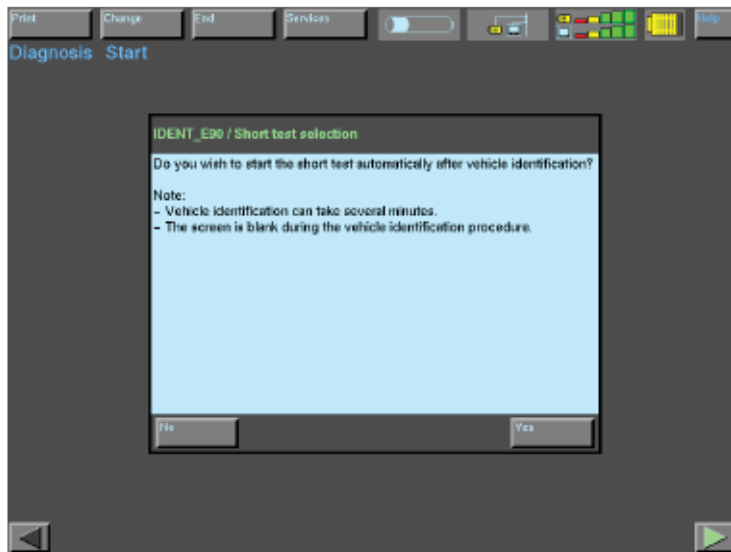 Print Change End Services Help
Diagnosis Start
IDENT_E90 / Short test selection
Do you wish to start the short test automatically after vehicle identification?
Note:
- Vehicle identification can take several minutes.
- The screen is blank during the vehicle identification procedure.
No Yes